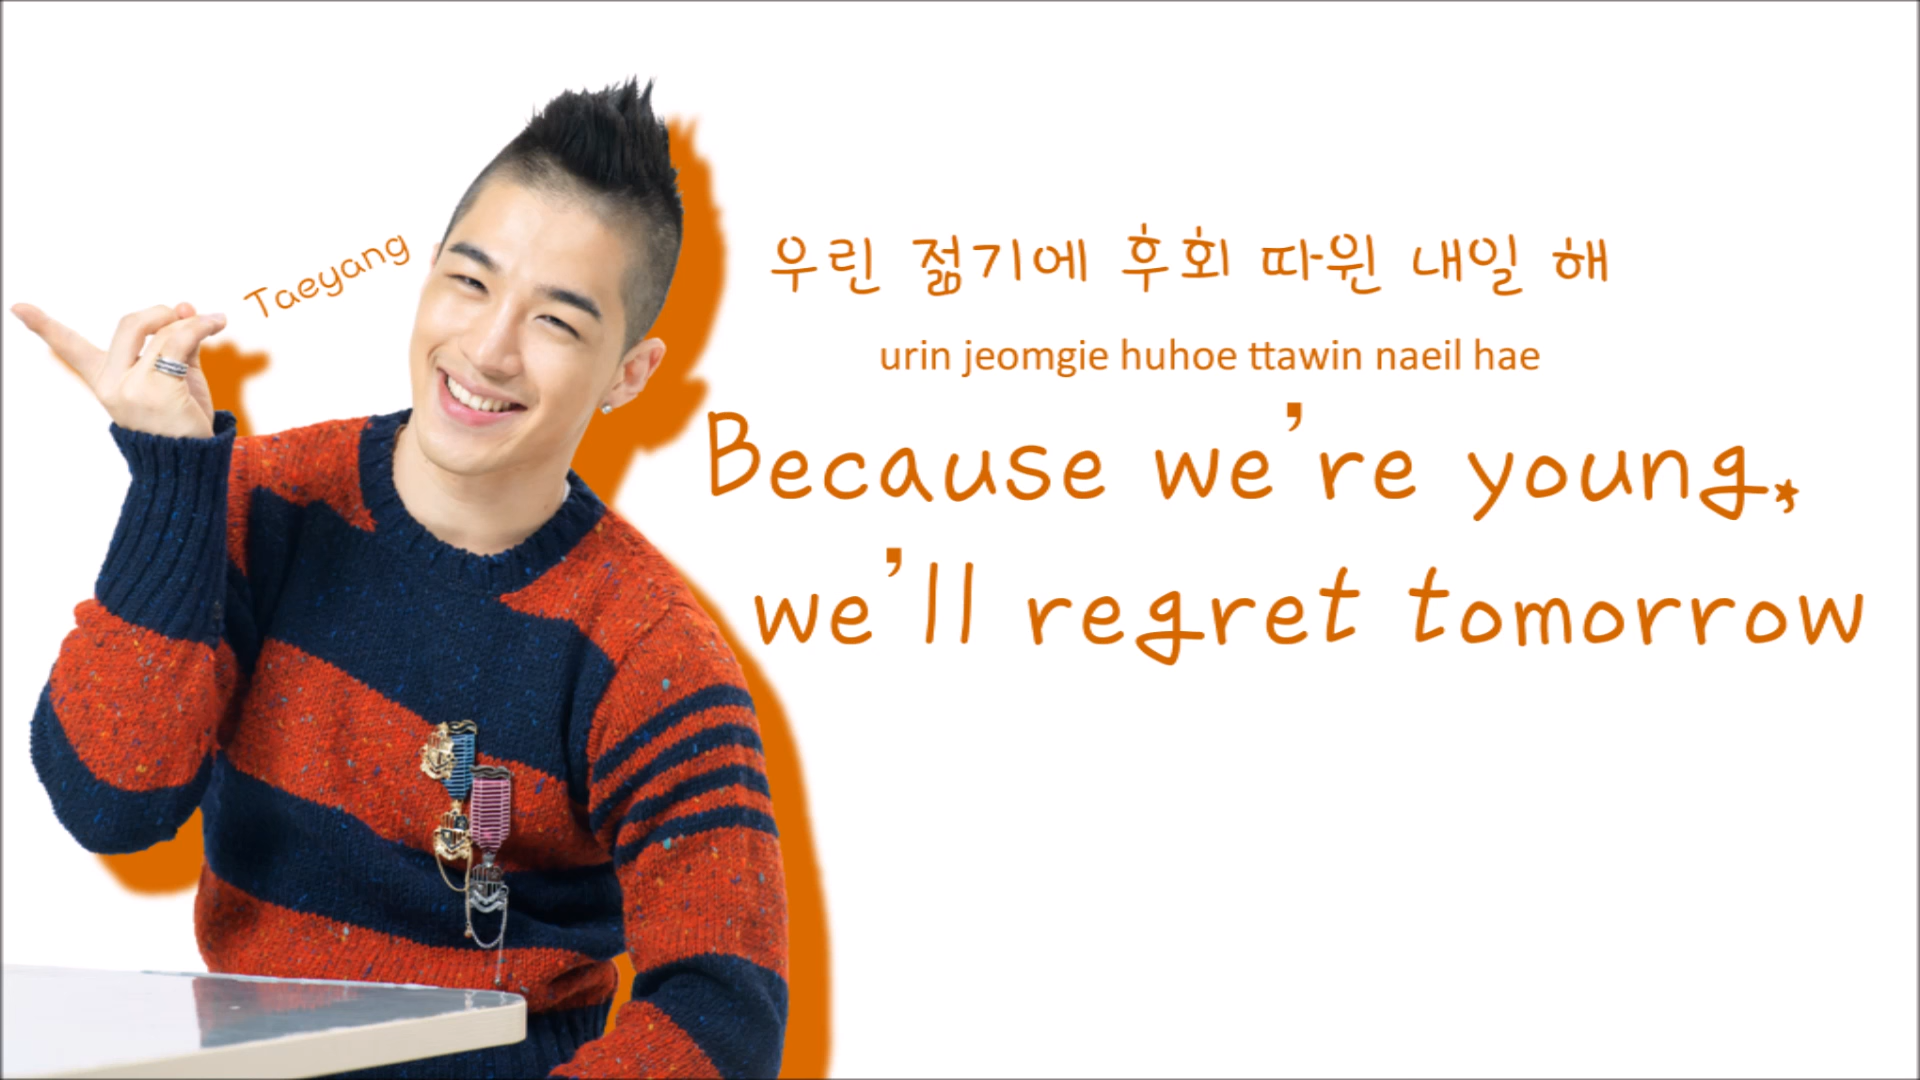 Taeyang
우린 젊기에 후회 따윈 내일 해
urin jeomgie huhoe ttawin naeil hae
Because we're young,
we'll regret tomorrow